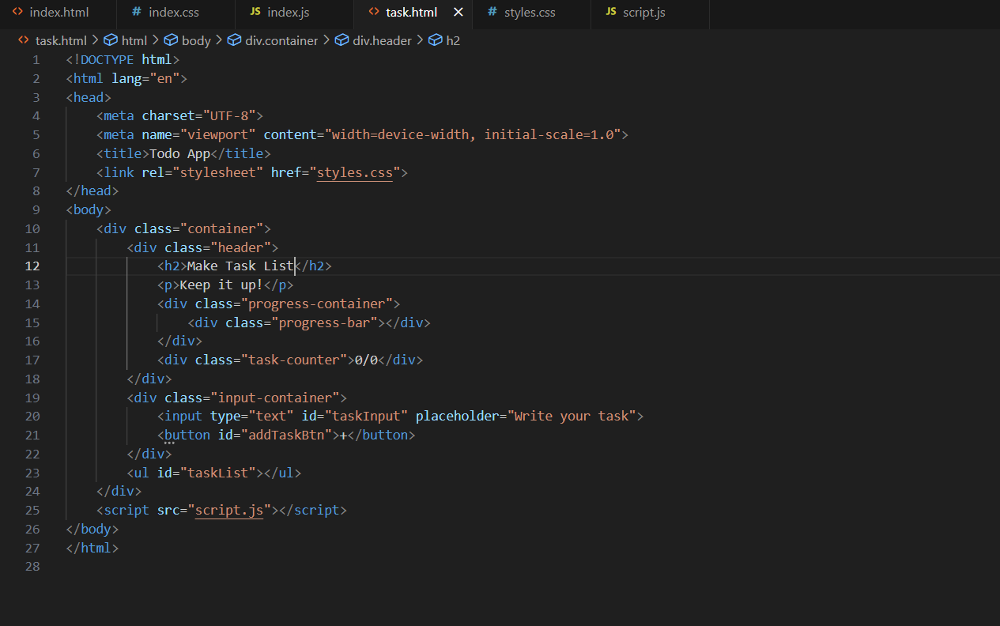 index.html # index.css JS index.js task.html # styles.css JS script.js
task.html > html > body > div.container > div.header > h2
1 <!DOCTYPE html>
2 <html lang="en">
3 <head>
4     <meta charset="UTF-8">
5     <meta name="viewport" content="width=device-width, initial-scale=1.0">
6     <title>Todo App</title>
7     <link rel="stylesheet" href="styles.css">
8 </head>
9 <body>
10     <div class="container">
11         <div class="header">
12             <h2>Make Task List</h2>
13             <p>Keep it up!</p>
14             <div class="progress-container">
15                 <div class="progress-bar"></div>
16             </div>
17             <div class="task-counter">0/0</div>
18         </div>
19         <div class="input-container">
20             <input type="text" id="taskInput" placeholder="Write your task">
21             <button id="addTaskBtn">+</button>
22         </div>
23         <ul id="taskList"></ul>
24     </div>
25     <script src="script.js"></script>
26 </body>
27 </html>
28